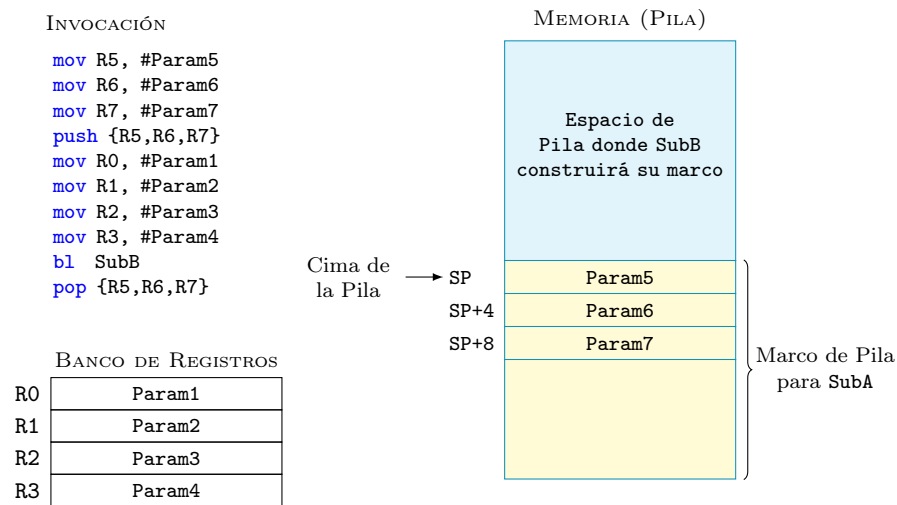 INVOCACIÓN
mov R5, #Param5
mov R6, #Param6
mov R7, #Param7
push {R5,R6,R7}
mov R0, #Param1
mov R1, #Param2
mov R2, #Param3
mov R3, #Param4
bl SubB
pop {R5,R6,R7}
BANCO DE REGISTROS
R0 Param1
R1 Param2
R2 Param3
R3 Param4
MEMORIA (PILA)
Espacio de
Pila donde SubB
construirá su marco
Cima de
la Pila
SP Param5
SP+4 Param6
SP+8 Param7
Marco de Pila
para SubA